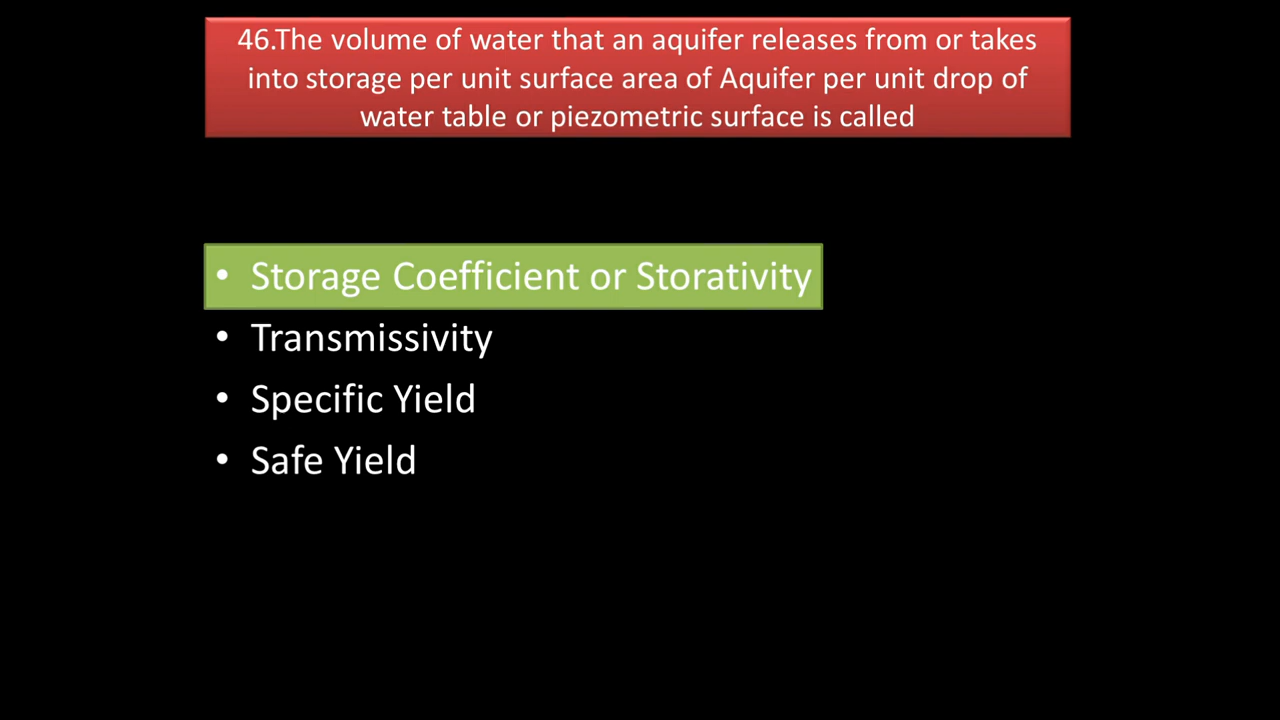 46.The volume of water that an aquifer releases from or takes
into storage per unit surface area of Aquifer per unit drop of
water table or piezometric surface is called
• Storage Coefficient or Storativity
• Transmissivity
• Specific Yield
• Safe Yield